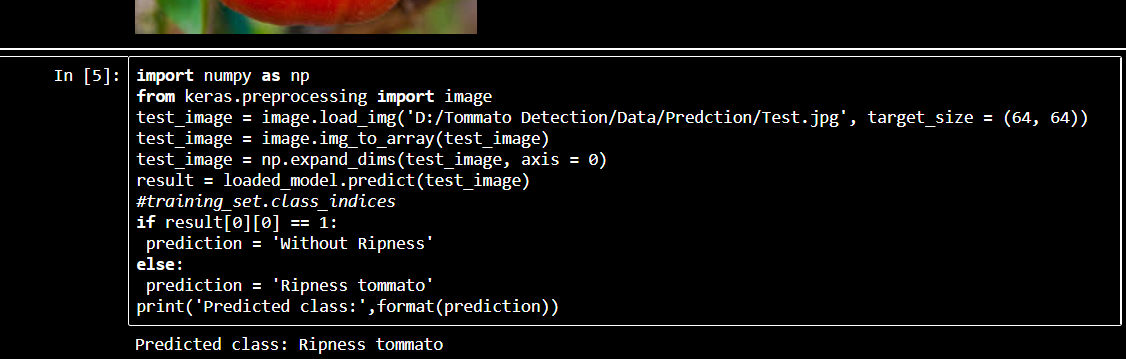 In [5]:
import numpy as np
from keras.preprocessing import image
test_image = image.load_img('D:/Tommato Detection/Data/Predction/Test.jpg', target_size = (64, 64))
test_image = image.img_to_array(test_image)
test_image = np.expand_dims(test_image, axis = 0)
result = loaded_model.predict(test_image)
#training_set.class_indices
if result[0][0] == 1:
 prediction = 'Without Ripness'
else:
 prediction = 'Ripness tommato'
print('Predicted class:',format(prediction))
Predicted class: Ripness tommato